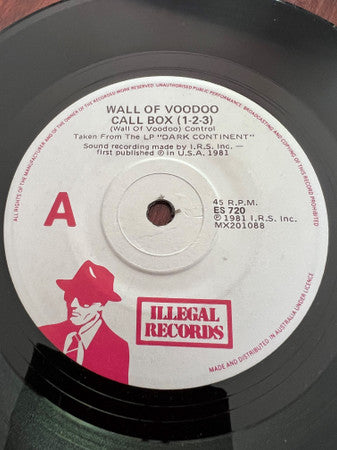 ALL RIGHTS OF THE MANUFACTURER AND OF THE OWNER OF THE RECORDED WORK RESERVED. UNAUTHORISED PUBLIC PERFORMANCE, BROADCASTING AND COPYING OF THIS RECORD PROHIBITED
WALL OF VOODOO
CALL BOX (1-2-3)
(Wall Of Voodoo) Control
Taken From The LP "DARK CONTINENT"
Sound recording made by I.R.S. Inc. —
first published ℗ in U.S.A. 1981
A
45 R.P.M.
ES 720
℗ 1981 I.R.S. Inc.
MX201088
ILLEGAL
RECORDS
MADE AND DISTRIBUTED IN AUSTRALIA UNDER LICENCE